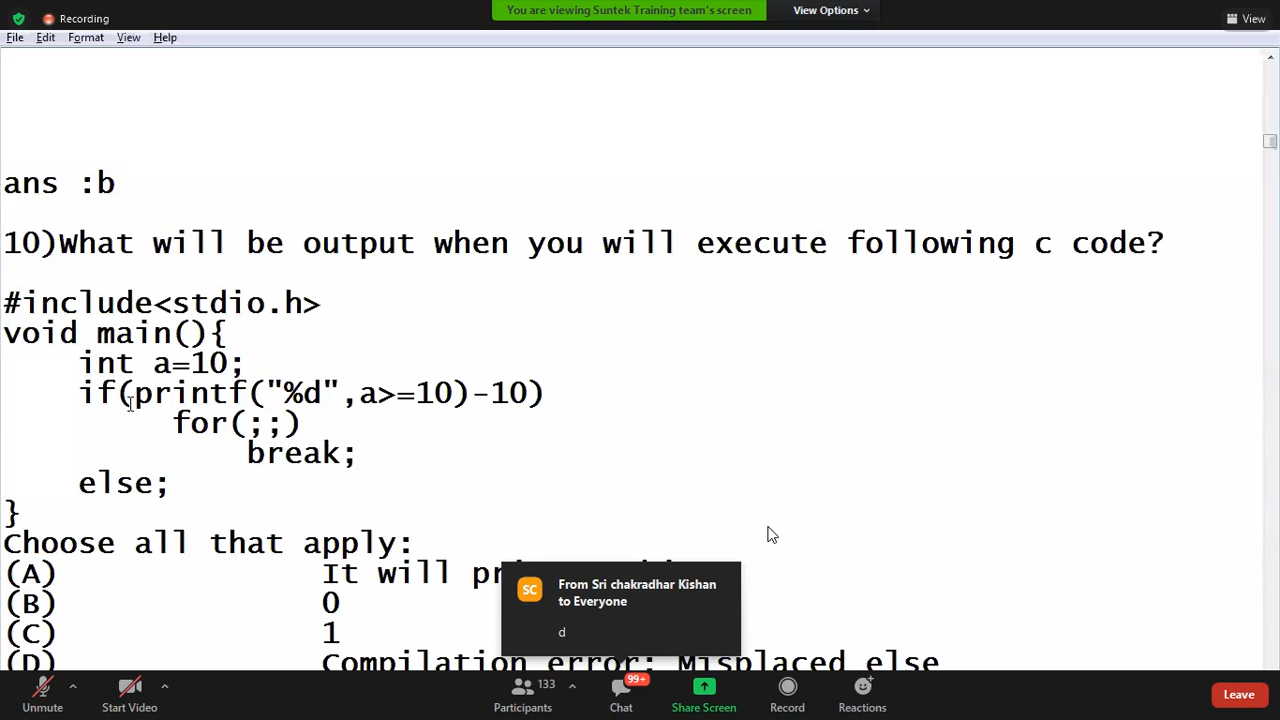 Recording
You are viewing Suntek Training team's screen
View Options
View
File Edit Format View Help
ans :b
10)What will be output when you will execute following c code?
#include<stdio.h>
void main(){
int a=10;
if(printf("%d",a>=10)-10)
for(;;)
break;
else;
}
Choose all that apply:
(A) It will
(B) 0
(C) 1
(D) Compilation error: Misplaced else
SC
From Sri chakradhar Kishan
to Everyone
d
Unmute
Start Video
133
Participants
99+
Chat
Share Screen
Record
Reactions
Leave